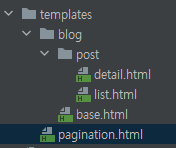 templates
blog
post
detail.html
list.html
base.html
pagination.html